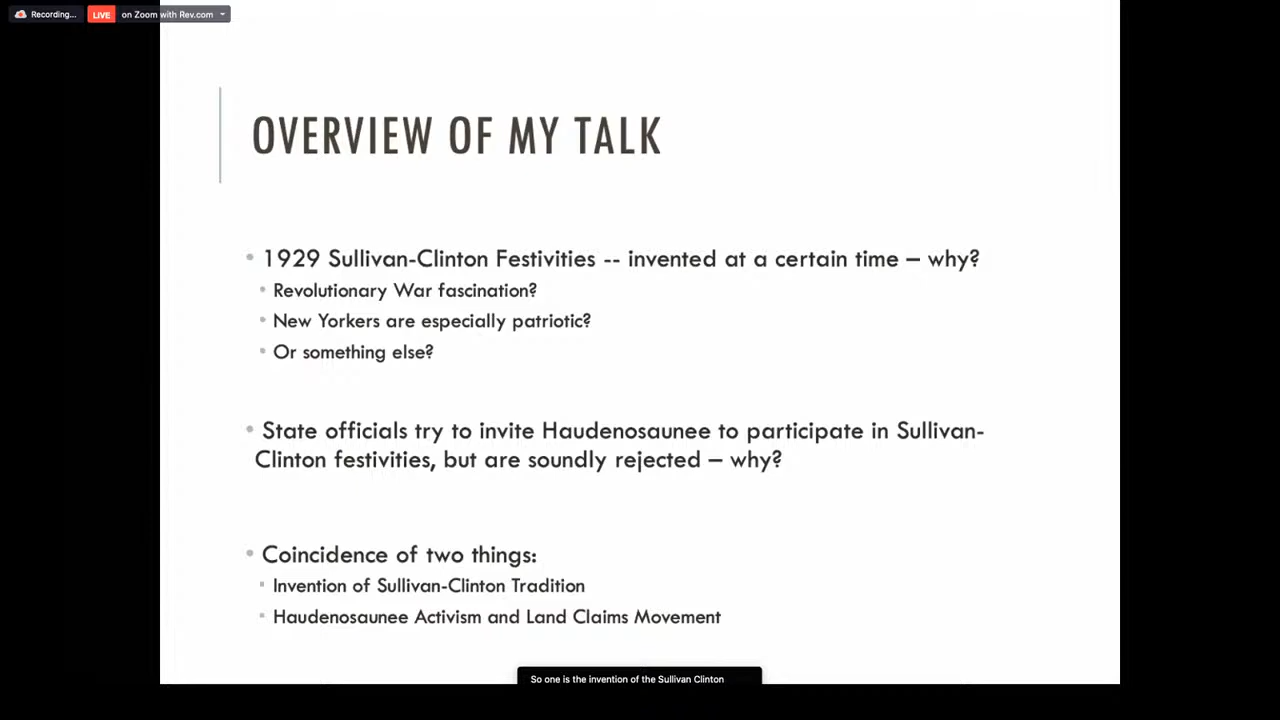 Recording...
LIVE on Zoom with Rev.com
OVERVIEW OF MY TALK
• 1929 Sullivan-Clinton Festivities -- invented at a certain time – why?
• Revolutionary War fascination?
• New Yorkers are especially patriotic?
• Or something else?
• State officials try to invite Haudenosaunee to participate in Sullivan-
Clinton festivities, but are soundly rejected – why?
• Coincidence of two things:
▪ Invention of Sullivan-Clinton Tradition
▪ Haudenosaunee Activism and Land Claims Movement
So one is the invention of the Sullivan Clinton